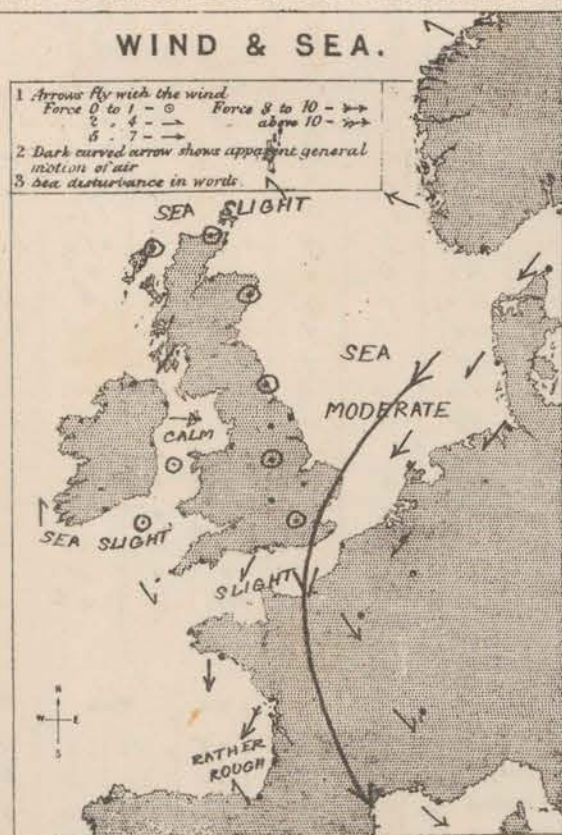 WIND & SEA.
1 Arrows fly with the wind
Force 0 to 1 - Force 8 to 10 -
2 " 4 - " above 10 -
5 " 7 -
2 Dark curved arrow shows apparent general
motion of air
3 Sea disturbance in words.
SEA SLIGHT
SEA
MODERATE
CALM
SEA SLIGHT
SLIGHT
RATHER
ROUGH
N
W E
S